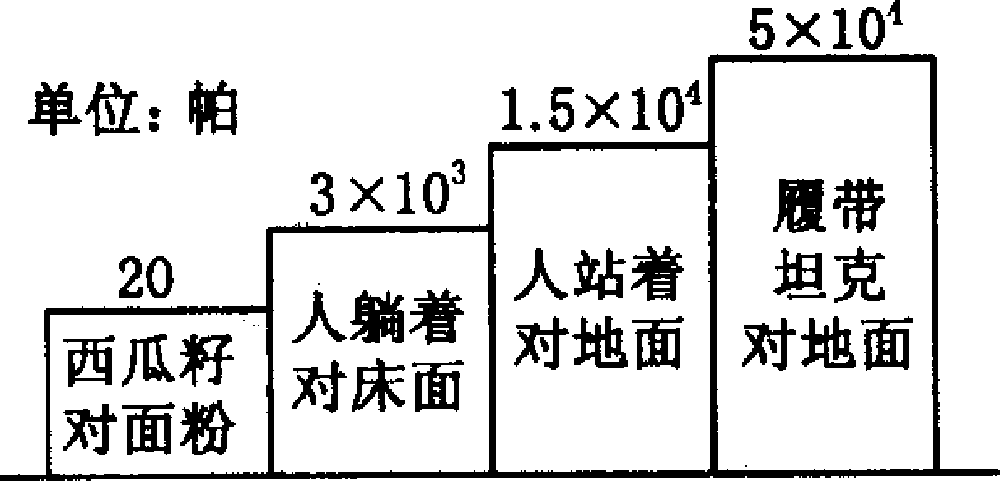 单位：帕
20
西瓜籽
对面粉
3×10³
人躺着
对床面
1.5×10⁴
人站着
对地面
5×10⁴
履带
坦克
对地面